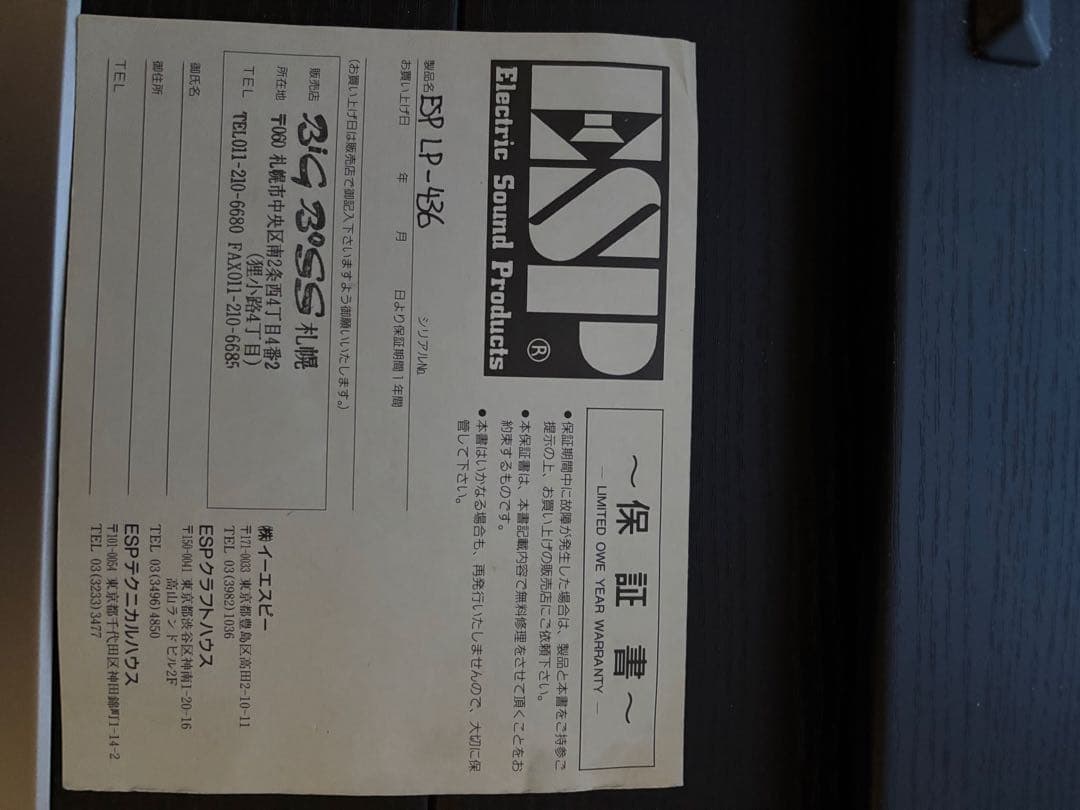 ESP®
Electric Sound Products
～保証書～
—LIMITED OWE YEAR WARRANTY—
●保証期間中に故障が発生した場合は、製品と本書をご持参ご
提示の上、お買い上げの販売店にご依頼下さい。
●本保証書は、本書記載内容で無料修理をさせて頂くことをお
約束するものです。
●本書はいかなる場合も、再発行いたしませんので、大切に保
管して下さい。
製品名 ESP LP-436 シリアルNo.
お買い上げ日 年 月 日より保証期間1年間
(お買い上げ日は販売店で御記入下さいますよう御願いいたします。)
販売店 BIG BOSS 札幌
所在地 〒060 札幌市中央区南2条西4丁目4番2
(狸小路4丁目)
TEL TEL011-210-6680 FAX011-210-6685
御氏名
御住所
TEL
㈱イーエスピー
〒171-0033 東京都豊島区高田2-10-11
TEL 03(3982)1036
ESPクラフトハウス
〒150-0041 東京都渋谷区神南1-20-16
高山ランドビル2F
TEL 03(3496)4850
ESPテクニカルハウス
〒101-0054 東京都千代田区神田錦町1-14-2
TEL 03(3233)3477